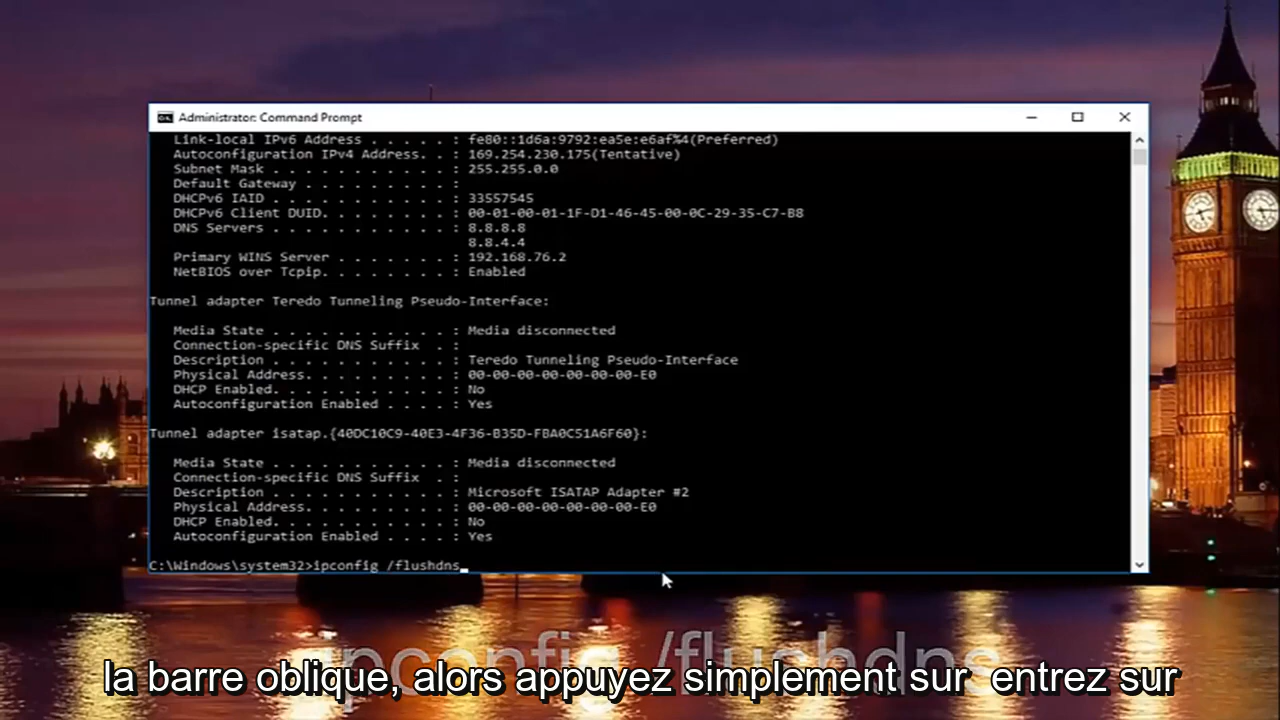 Administrator: Command Prompt
Link-local IPv6 Address . . . . . : fe80::1d6a:9792:ea5e:e6af%4(Preferred)
Autoconfiguration IPv4 Address. . : 169.254.230.175(Tentative)
Subnet Mask . . . . . . . . . . . : 255.255.0.0
Default Gateway . . . . . . . . . :
DHCPv6 IAID . . . . . . . . . . . : 33557545
DHCPv6 Client DUID. . . . . . . . : 00-01-00-01-1F-D1-46-45-00-0C-29-35-C7-B8
DNS Servers . . . . . . . . . . . : 8.8.8.8
8.8.4.4
Primary WINS Server . . . . . . . : 192.168.76.2
NetBIOS over Tcpip. . . . . . . . : Enabled
Tunnel adapter Teredo Tunneling Pseudo-Interface:
Media State . . . . . . . . . . . : Media disconnected
Connection-specific DNS Suffix . :
Description . . . . . . . . . . . : Teredo Tunneling Pseudo-Interface
Physical Address. . . . . . . . . : 00-00-00-00-00-00-00-E0
DHCP Enabled. . . . . . . . . . . : No
Autoconfiguration Enabled . . . . : Yes
Tunnel adapter isatap.{40DC10C9-40E3-4F36-B35D-FBA0C51A6F60}:
Media State . . . . . . . . . . . : Media disconnected
Connection-specific DNS Suffix . :
Description . . . . . . . . . . . : Microsoft ISATAP Adapter #2
Physical Address. . . . . . . . . : 00-00-00-00-00-00-00-E0
DHCP Enabled. . . . . . . . . . . : No
Autoconfiguration Enabled . . . . : Yes
C:\Windows\system32>ipconfig /flushdns
ipconfig /flushdns
la barre oblique, alors appuyez simplement sur entrez sur